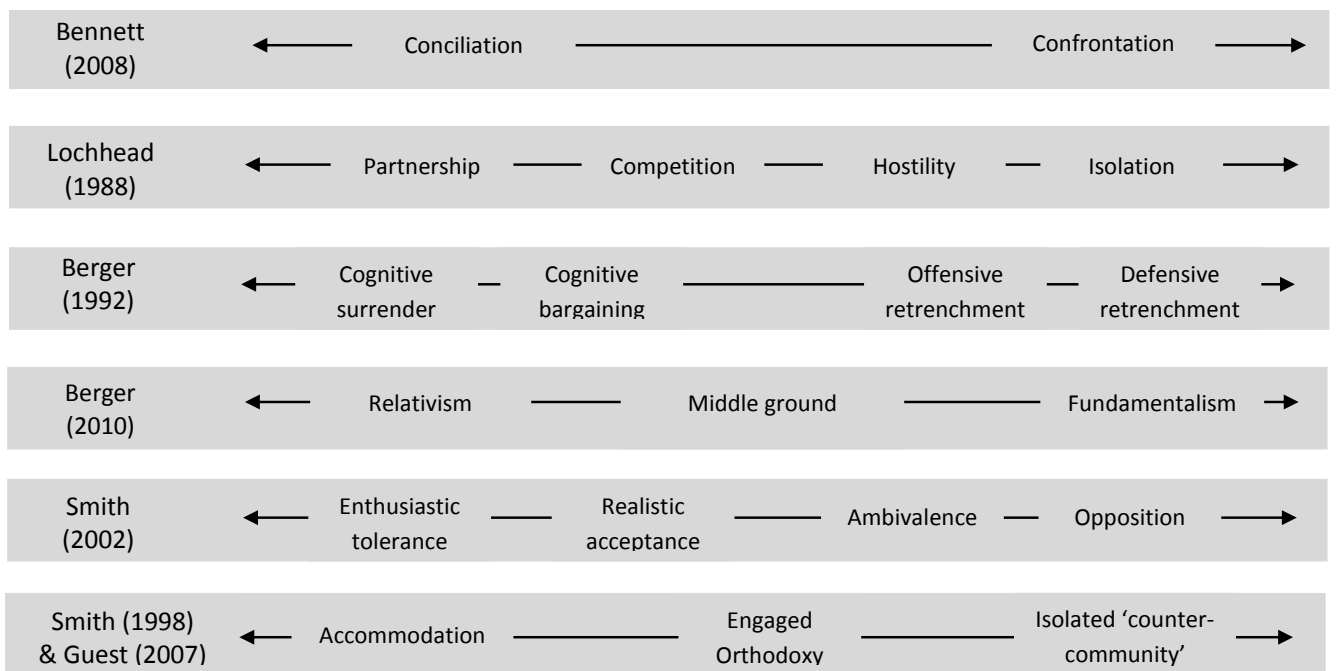 Bennett
(2008)
Conciliation
Confrontation
Lochhead
(1988)
Partnership
Competition
Hostility
Isolation
Berger
(1992)
Cognitive
surrender
Cognitive
bargaining
Offensive
retrenchment
Defensive
retrenchment
Berger
(2010)
Relativism
Middle ground
Fundamentalism
Smith
(2002)
Enthusiastic
tolerance
Realistic
acceptance
Ambivalence
Opposition
Smith (1998)
& Guest (2007)
Accommodation
Engaged
Orthodoxy
Isolated ‘counter-
community’